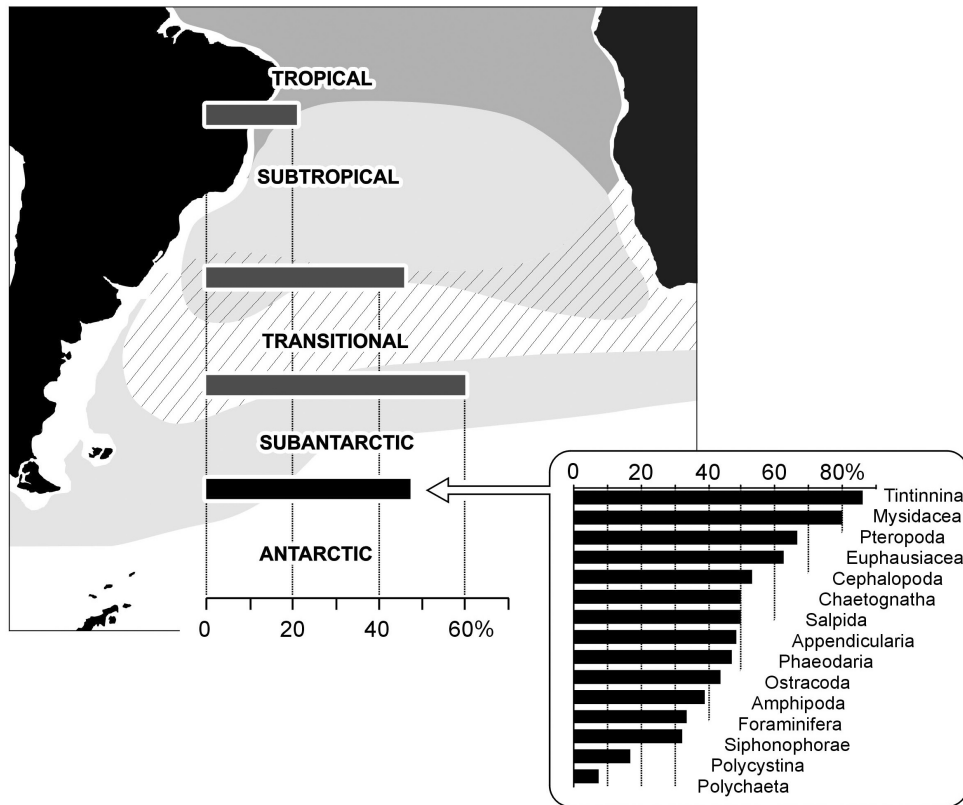 TROPICAL
SUBTROPICAL
TRANSITIONAL
SUBANTARCTIC
ANTARCTIC
0 20 40 60%
0 20 40 60 80%
Tintinnina
Mysidacea
Pteropoda
Euphausiacea
Cephalopoda
Chaetognatha
Salpida
Appendicularia
Phaeodaria
Ostracoda
Amphipoda
Foraminifera
Siphonophorae
Polycystina
Polychaeta